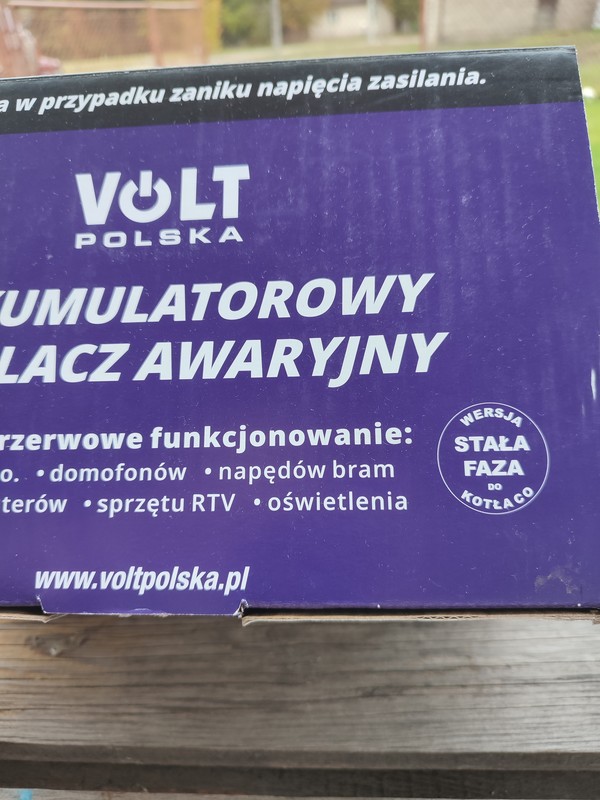 a w przypadku zaniku napięcia zasilania.
VOLT
POLSKA
KUMULATOROWY
LACZ AWARYJNY
rzerwowe funkcjonowanie:
o. • domofonów • napędów bram
terów • sprzętu RTV • oświetlenia
WERSJA
STAŁA
FAZA
DO
KOTŁA CO
www.voltpolska.pl